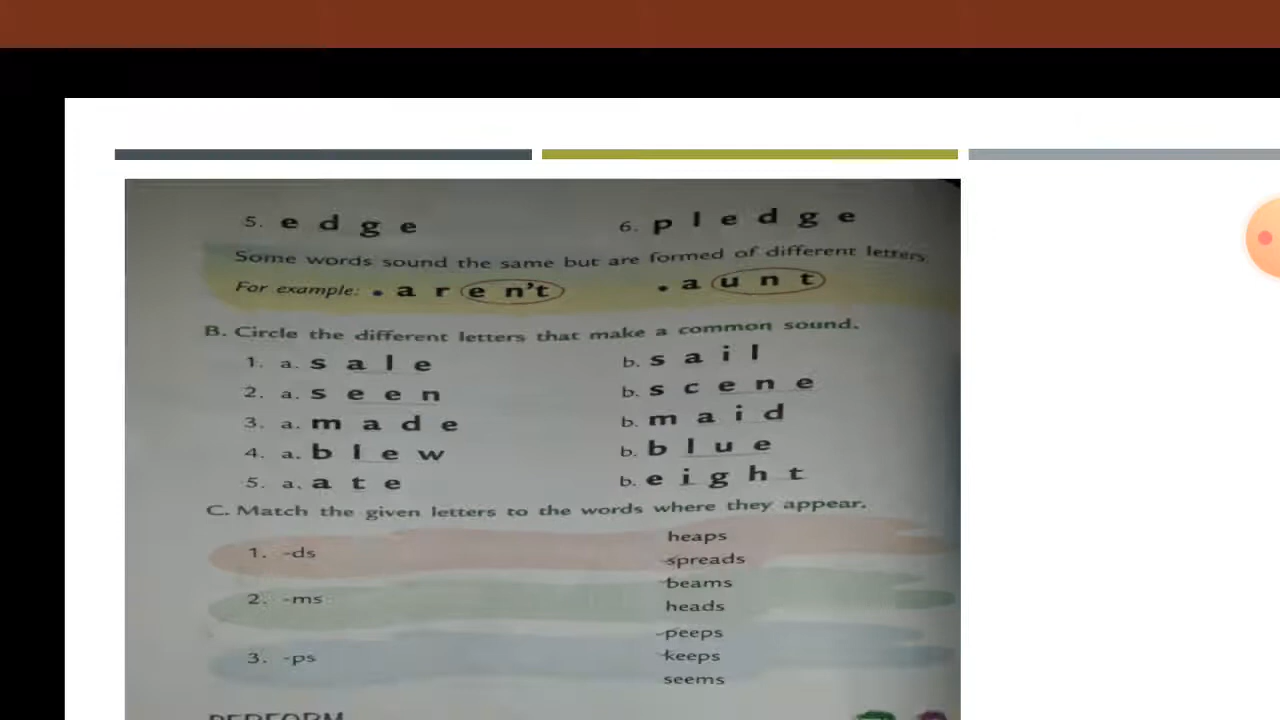 5. e d g e 6. p l e d g e
Some words sound the same but are formed of different letters
For example: • a r e n't • a u n t
B. Circle the different letters that make a common sound.
1. a. s a l e b. s a i l
2. a. s e e n b. s c e n e
3. a. m a d e b. m a i d
4. a. b l e w b. b l u e
5. a. a t e b. e i g h t
C. Match the given letters to the words where they appear.
heaps
1. -ds
spreads
beams
2. -ms
heads
peeps
3. -ps
keeps
seems
PERFORM